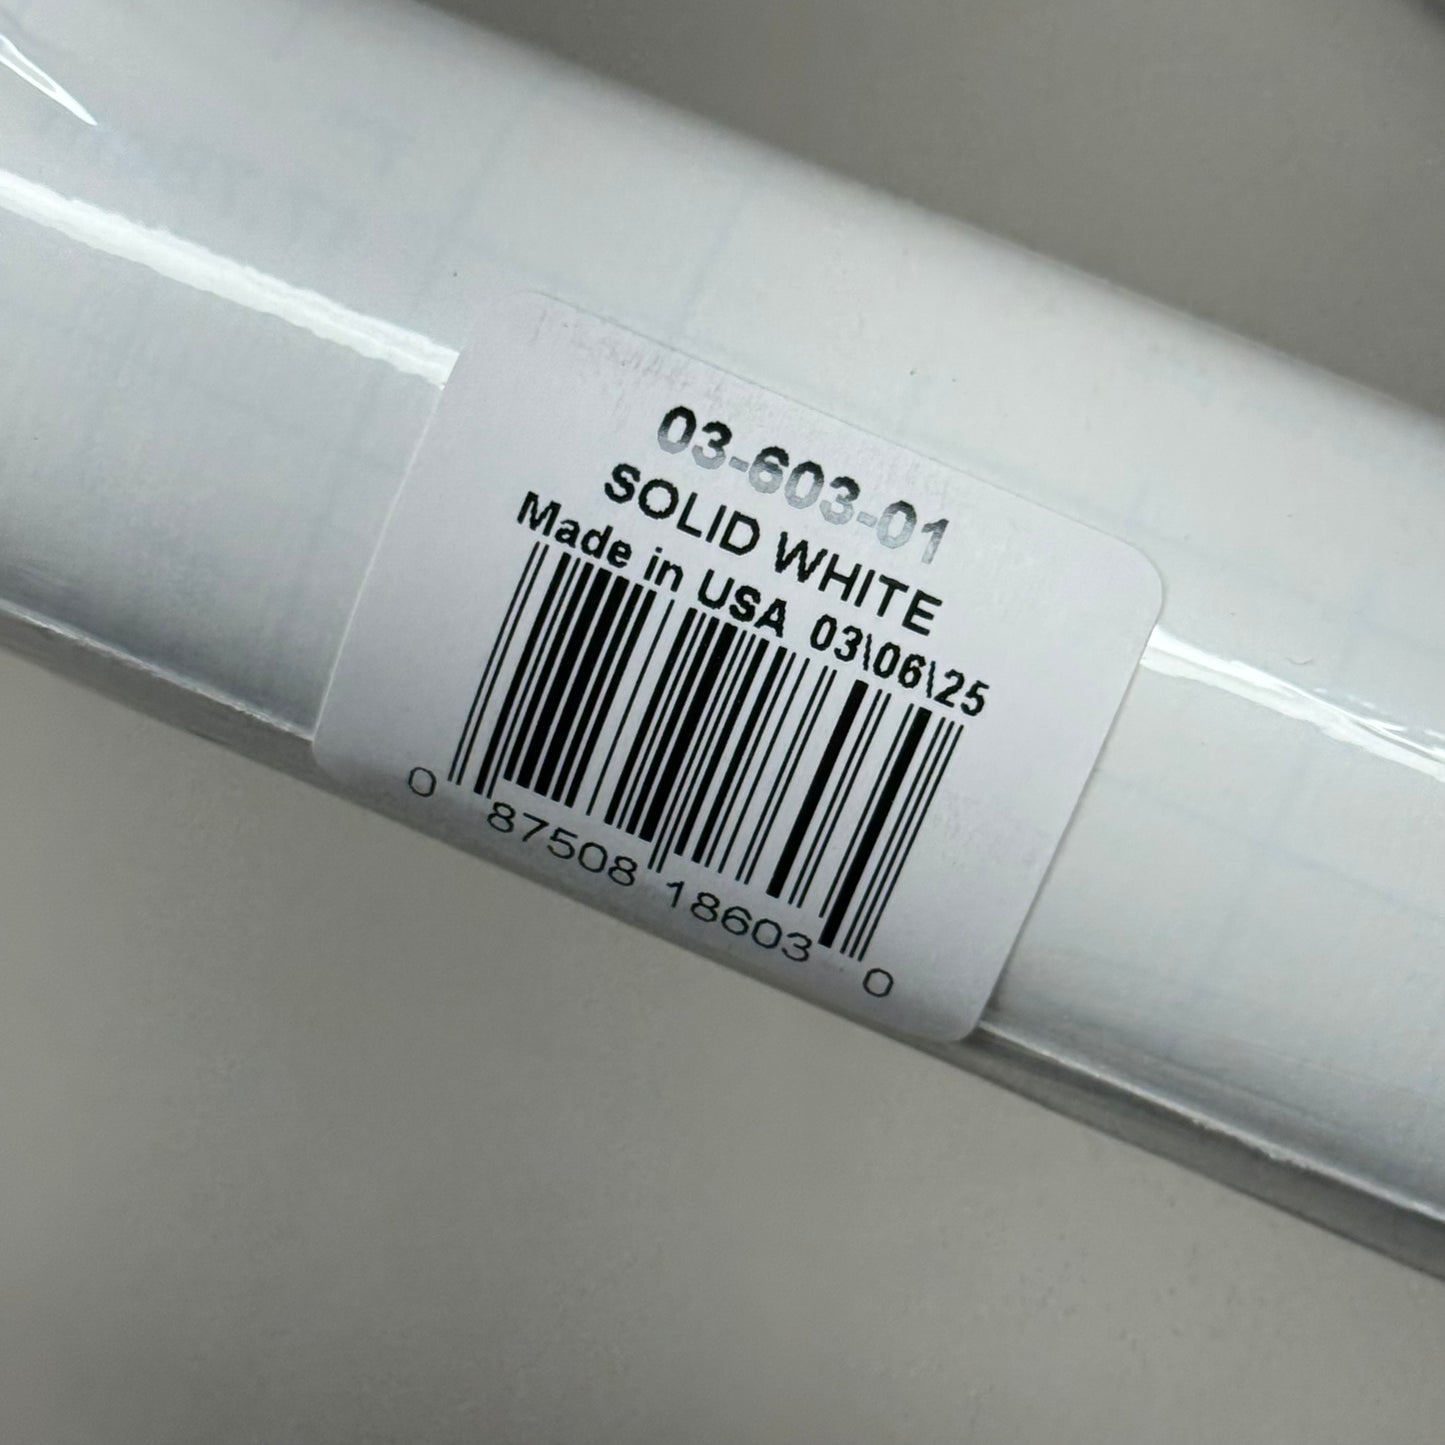 03-603-01
SOLID WHITE
Made in USA 03\06\25
0 87508 18603 0